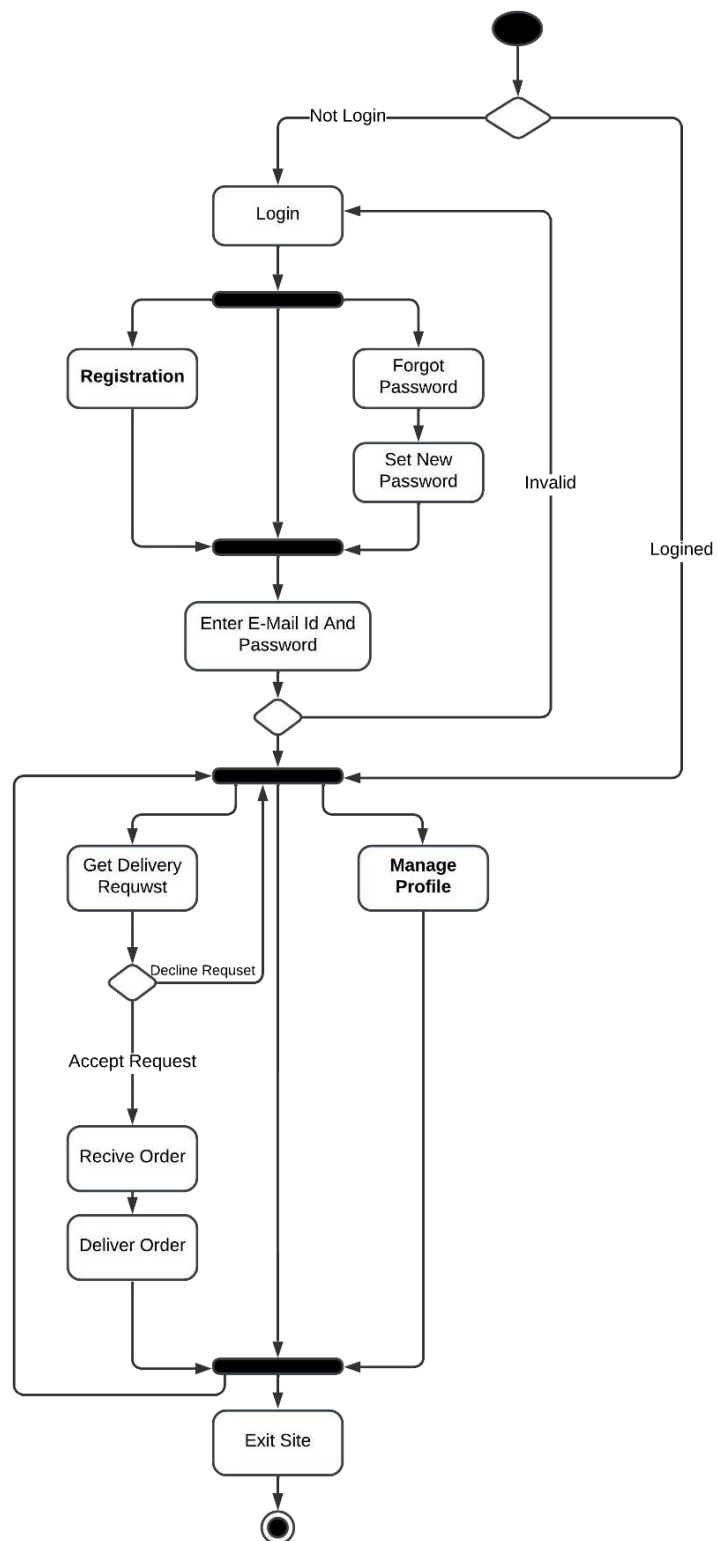 Not Login
Login
Registration
Forgot
Password
Set New
Password
Invalid
Logined
Enter E-Mail Id And
Password
Get Delivery
Requwst
Manage
Profile
Decline Requset
Accept Request
Recive Order
Deliver Order
Exit Site